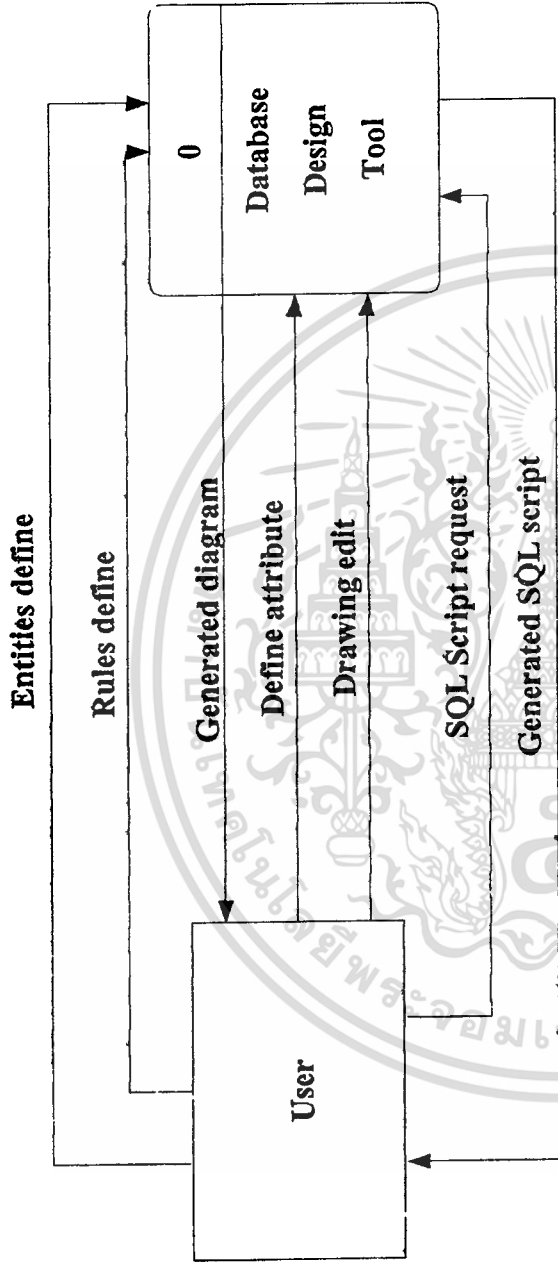 Entities define
Rules define
0
Generated diagram
Database
Define attribute
Design
User
Drawing edit
Tool
SQL Script request
Generated SQL script